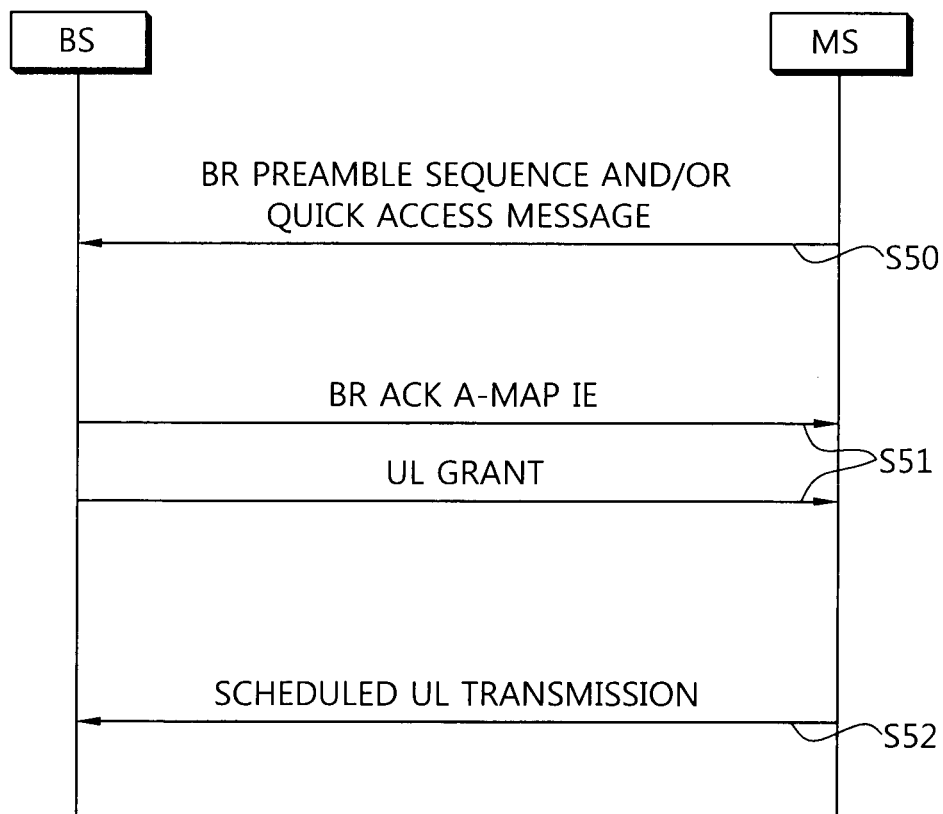 BS
MS
BR PREAMBLE SEQUENCE AND/OR
QUICK ACCESS MESSAGE
S50
BR ACK A-MAP IE
S51
UL GRANT
SCHEDULED UL TRANSMISSION
S52